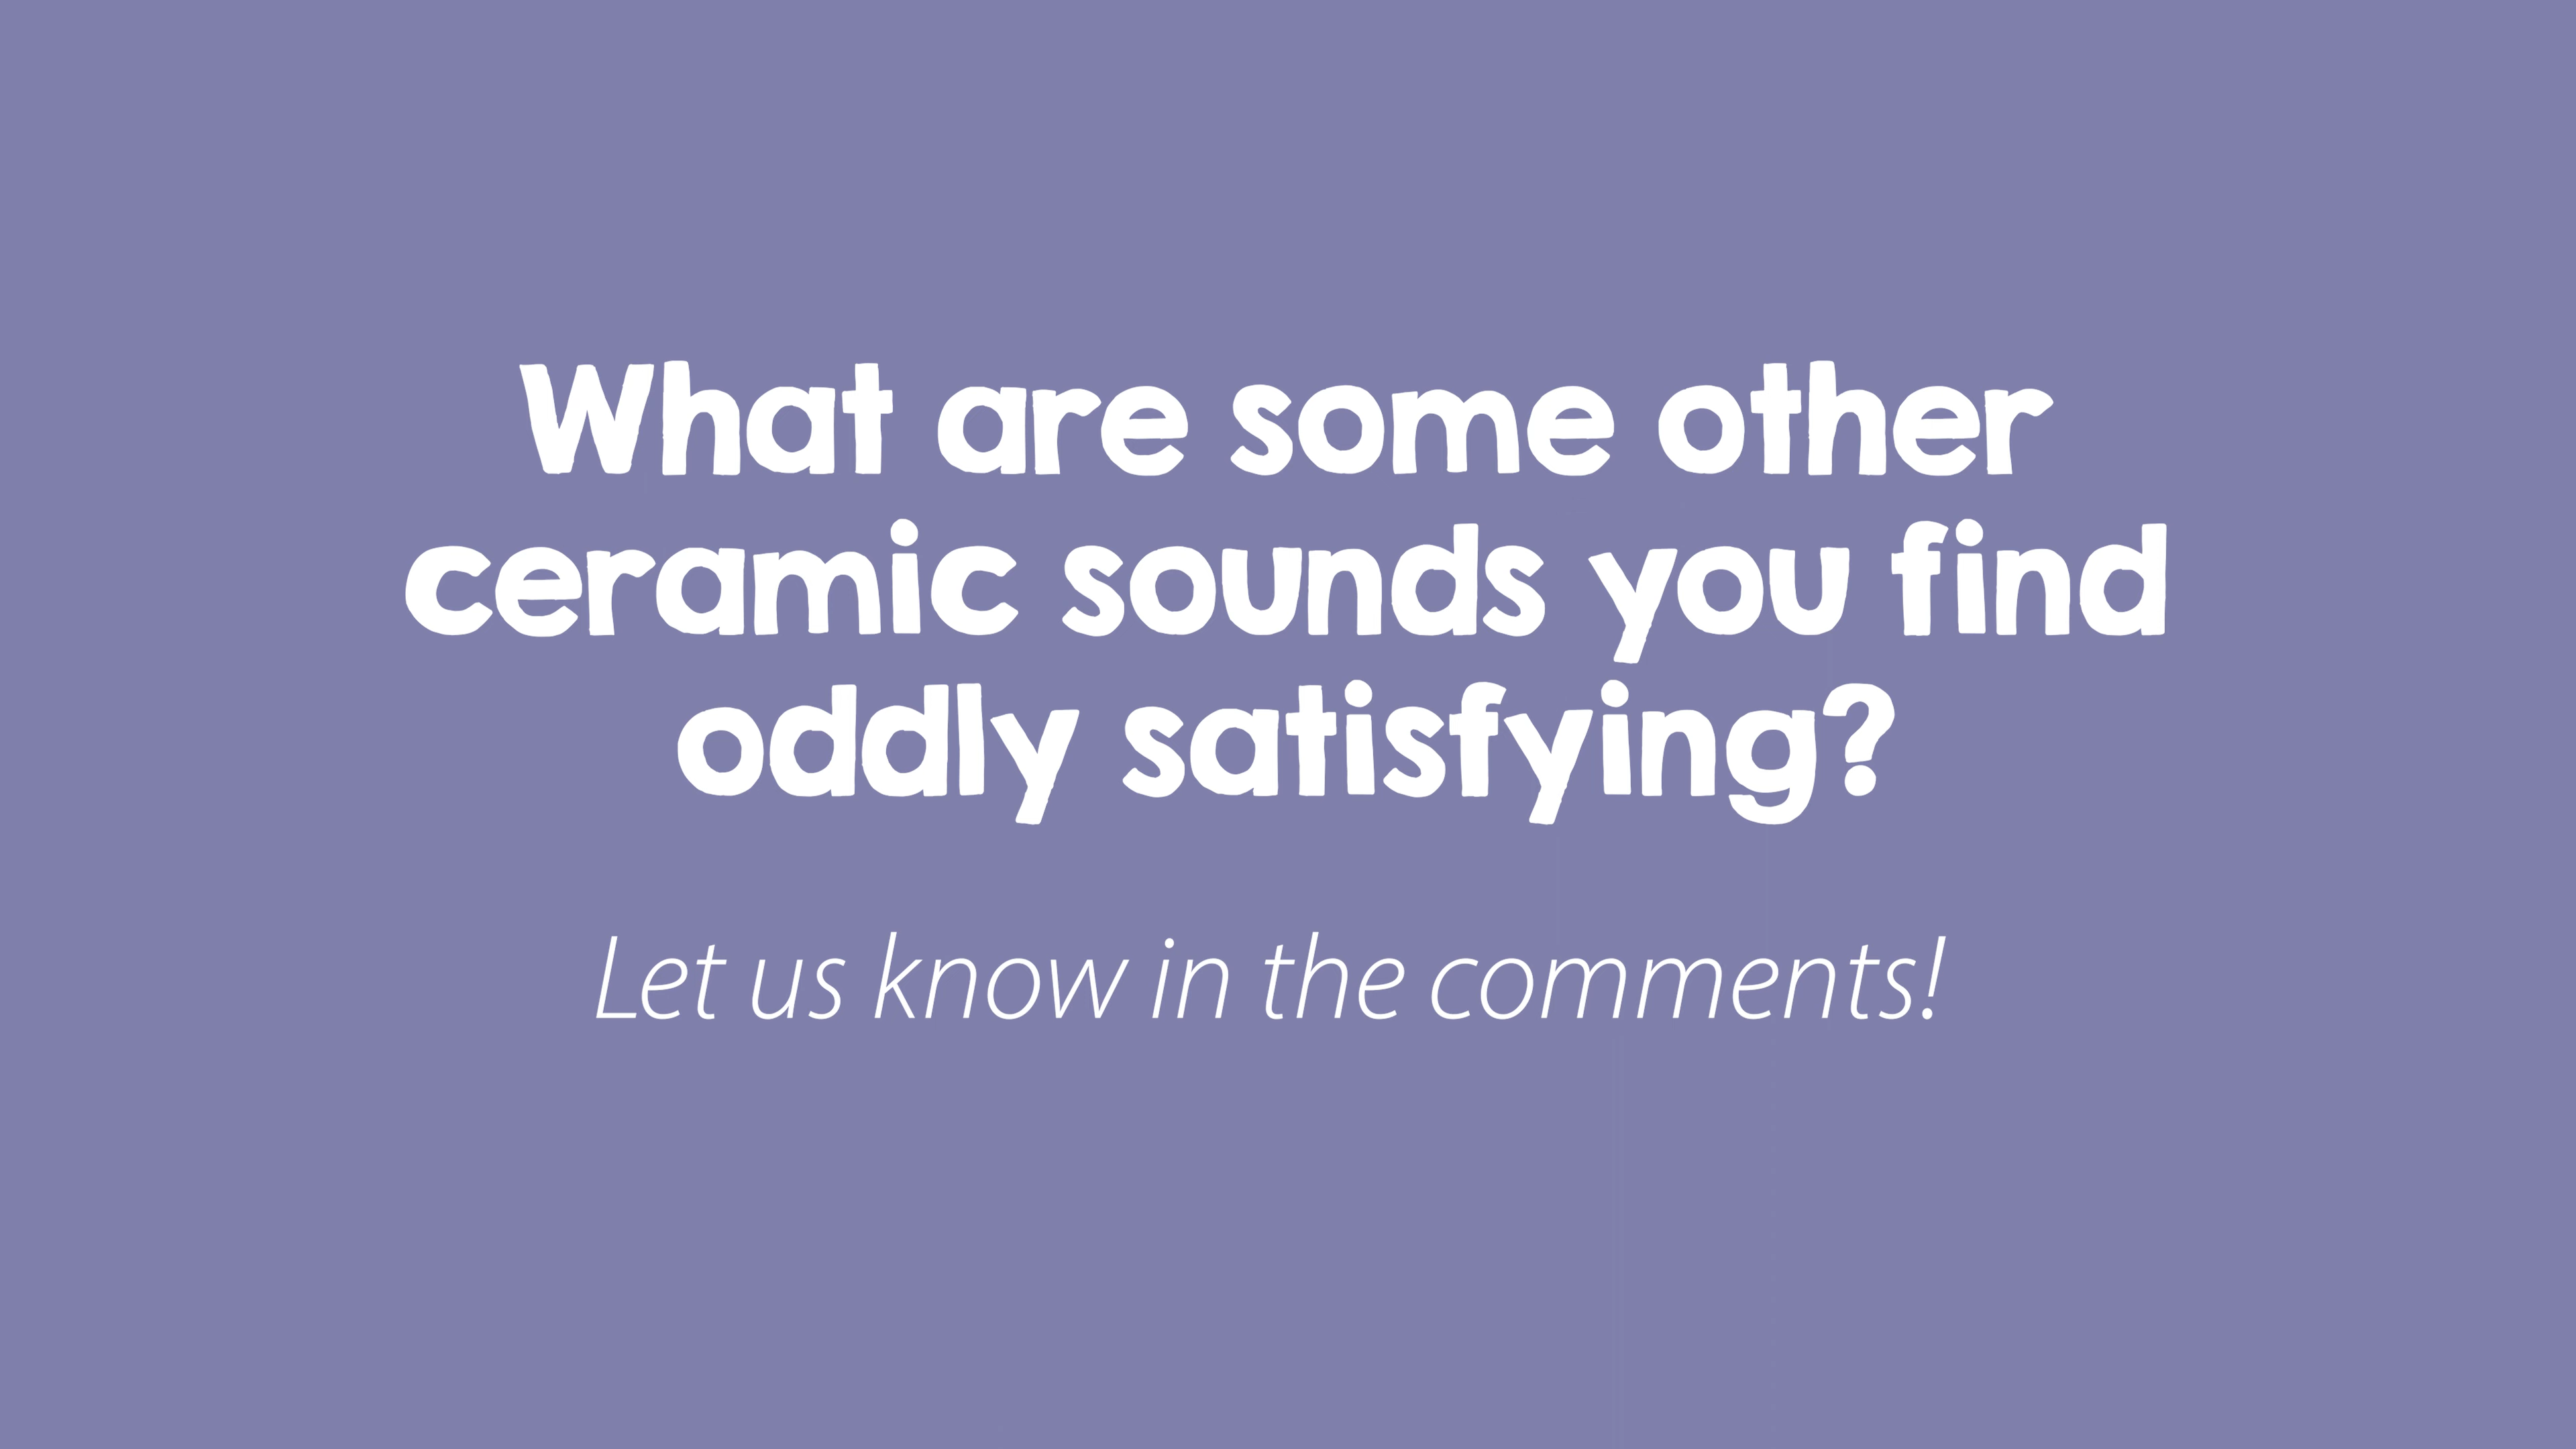 What are some other
ceramic sounds you find
oddly satisfying?
Let us know in the comments!